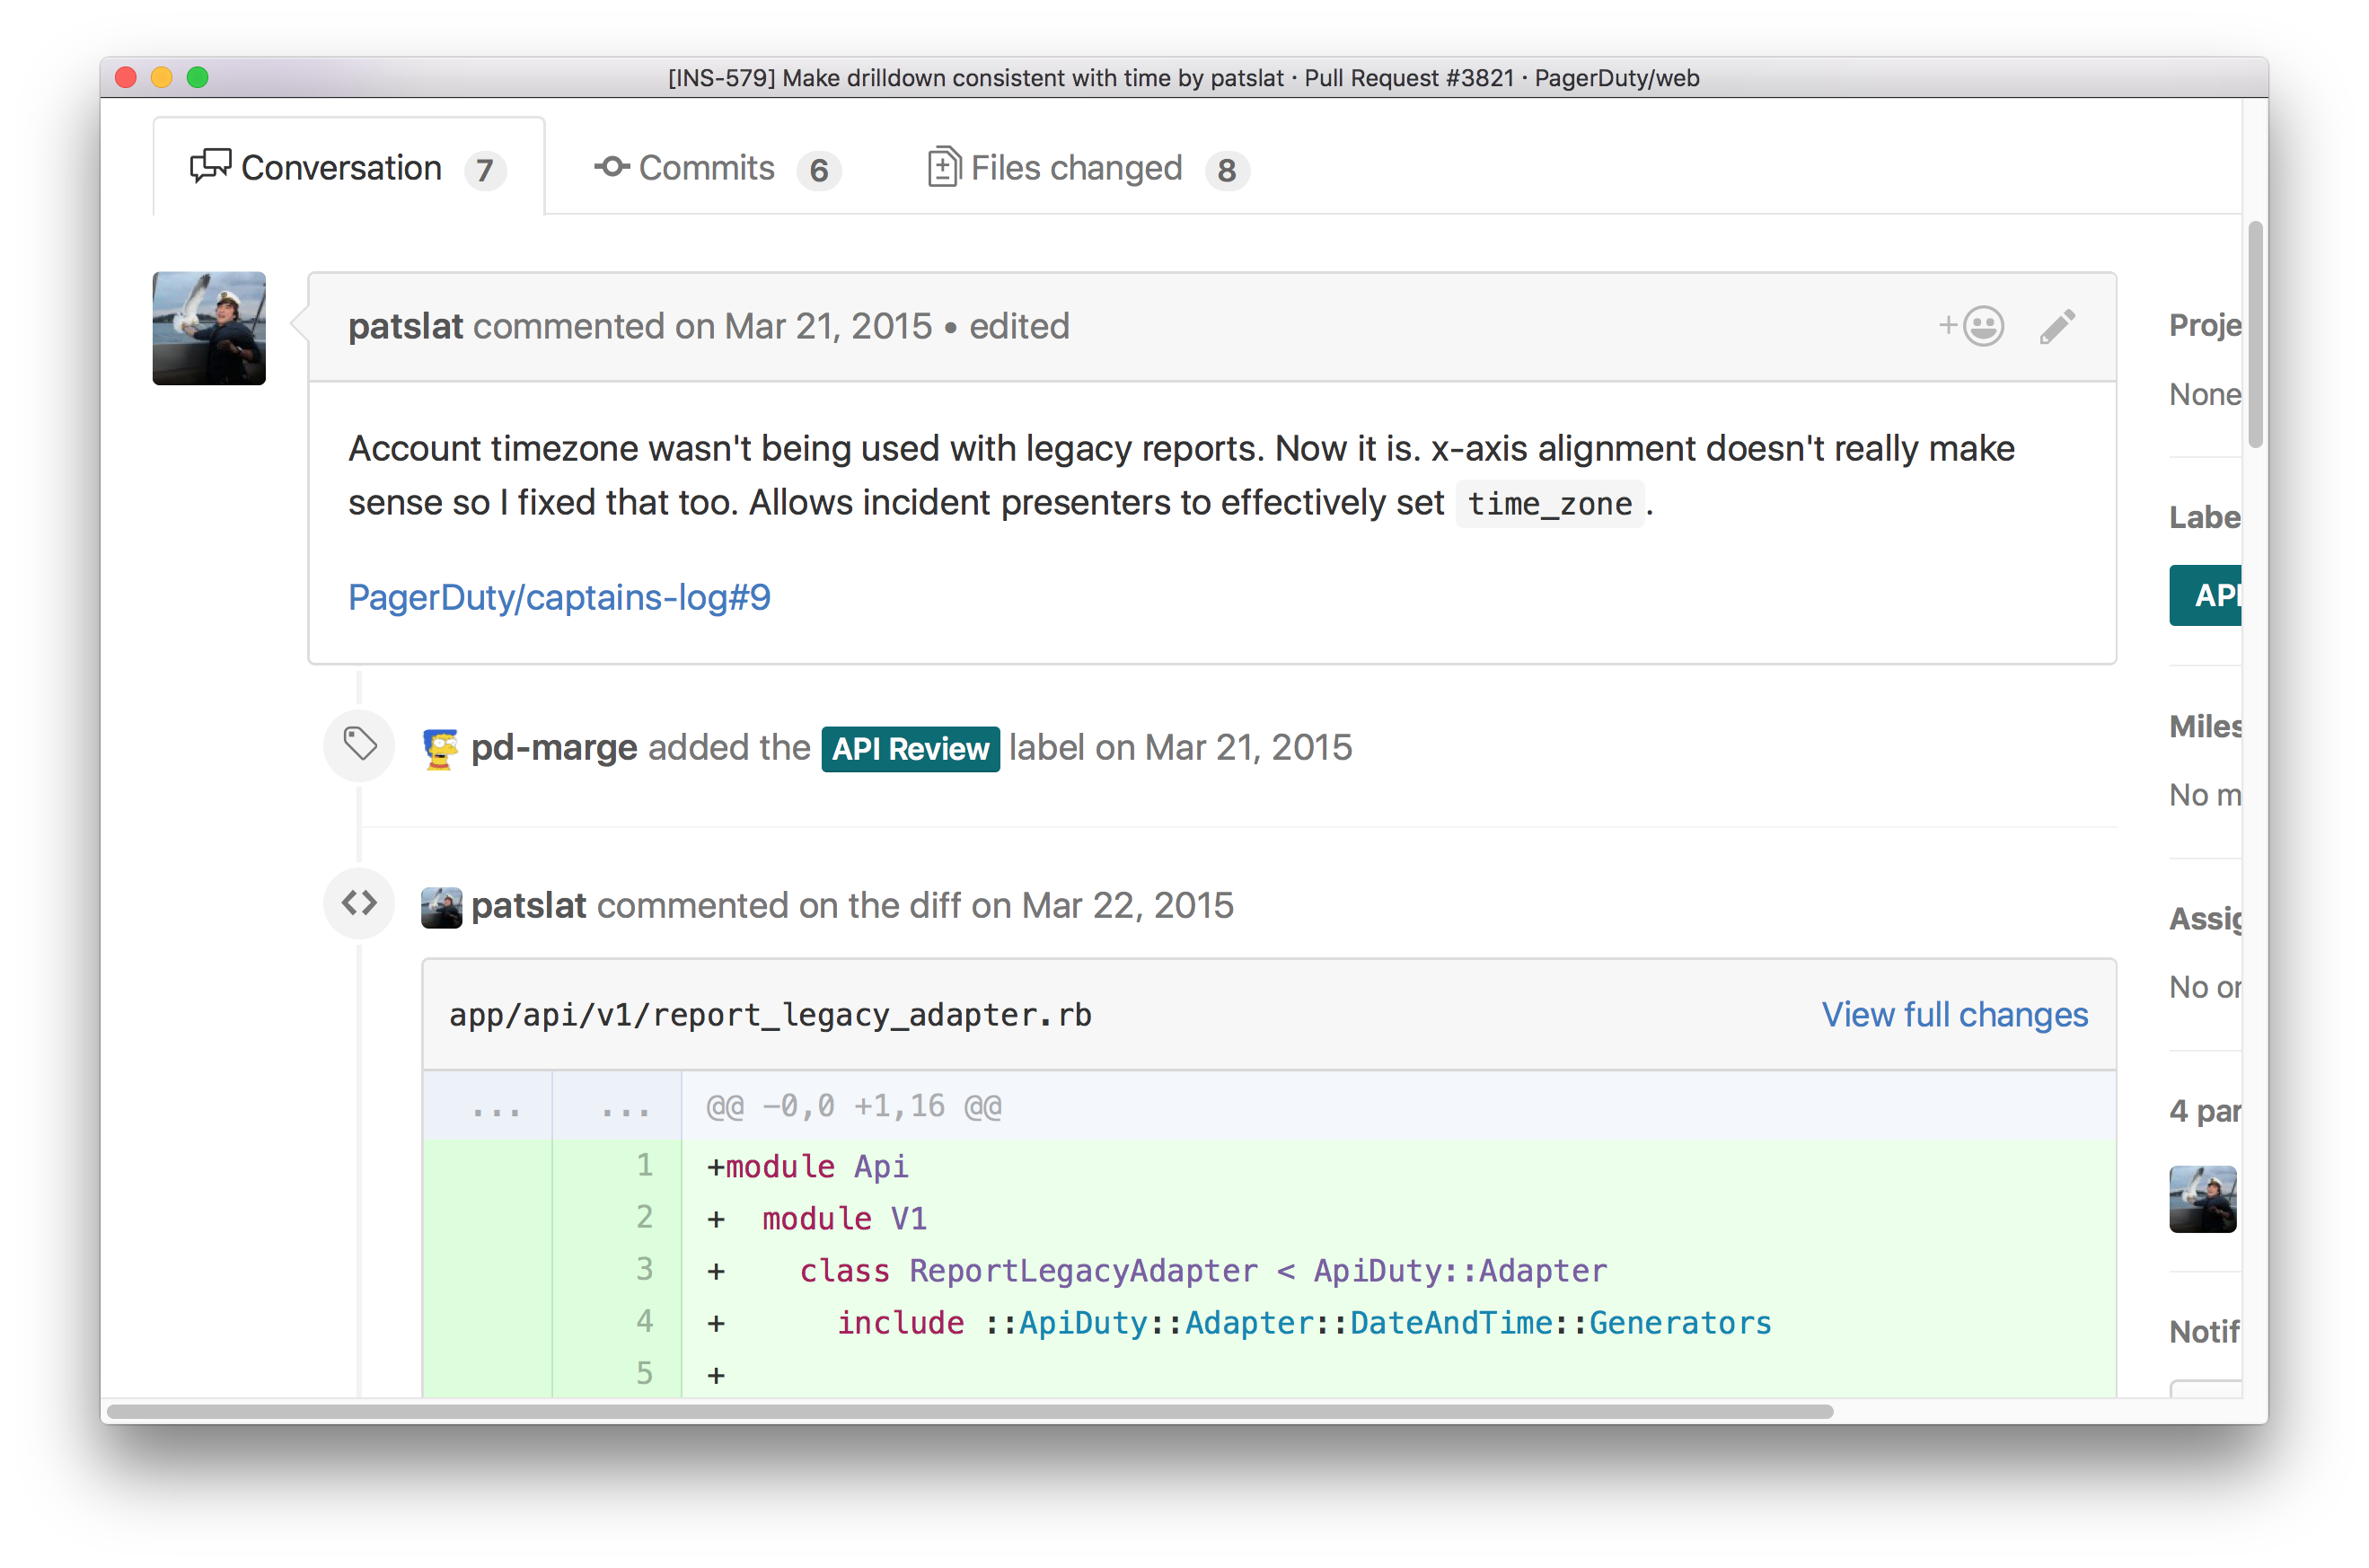 [INS-579] Make drilldown consistent with time by patslat · Pull Request #3821 · PagerDuty/web
Conversation 7 Commits 6 Files changed 8
patslat commented on Mar 21, 2015 • edited
Account timezone wasn't being used with legacy reports. Now it is. x-axis alignment doesn't really make
sense so I fixed that too. Allows incident presenters to effectively set time_zone.
PagerDuty/captains-log#9
pd-marge added the API Review label on Mar 21, 2015
patslat commented on the diff on Mar 22, 2015
app/api/v1/report_legacy_adapter.rb View full changes
... ... @@ -0,0 +1,16 @@
1 +module Api
2 +  module V1
3 +    class ReportLegacyAdapter < ApiDuty::Adapter
4 +      include ::ApiDuty::Adapter::DateAndTime::Generators
5 +
Proje
None
Labe
API
Miles
No m
Assig
No or
4 par
Notif